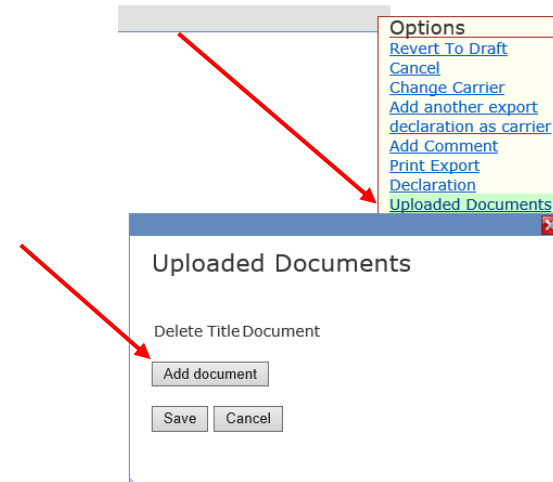 Options
Revert To Draft
Cancel
Change Carrier
Add another export
declaration as carrier
Add Comment
Print Export
Declaration
Uploaded Documents
Uploaded Documents
Delete Title Document
Add document
Save Cancel